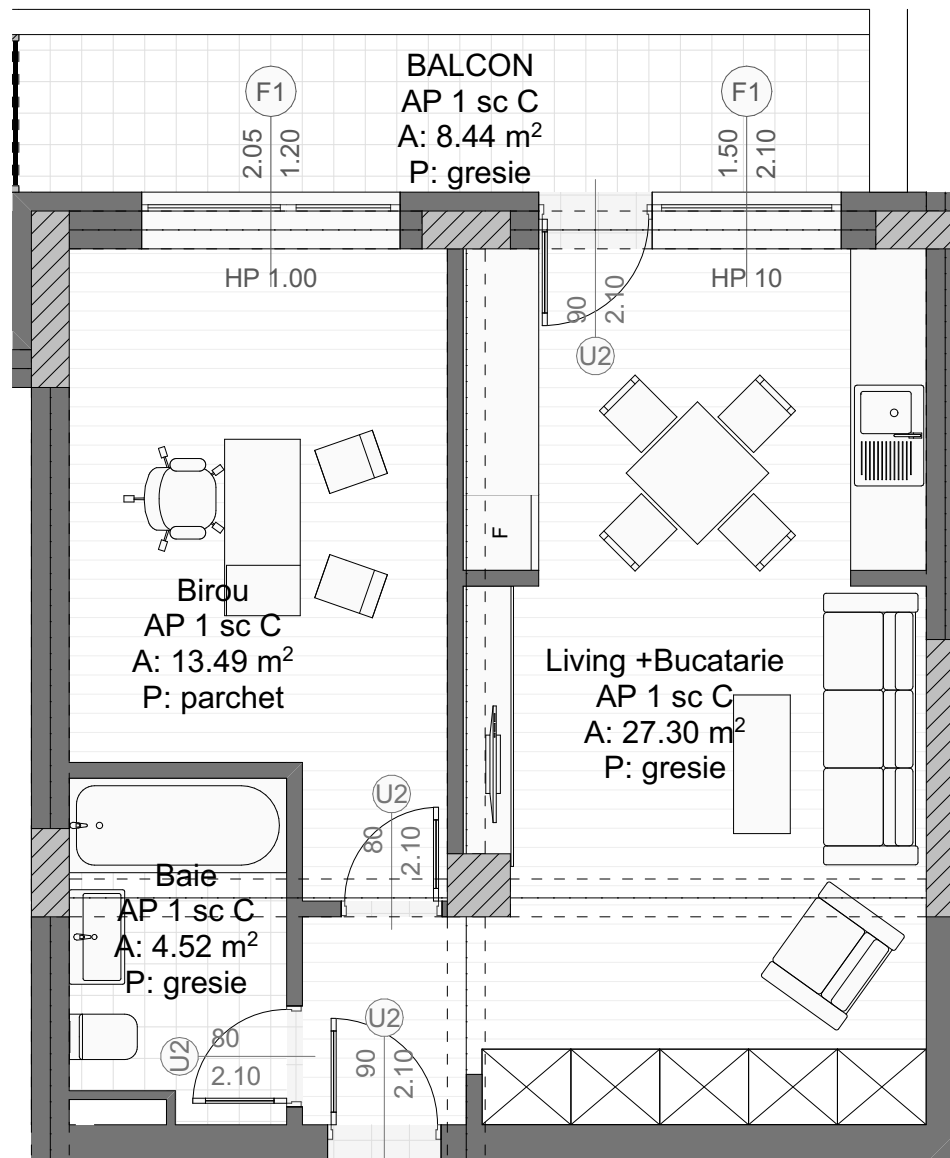 BALCON
AP 1 sc C
A: 8.44 m²
P: gresie
F1
2.05
1.20
F1
1.50
2.10
HP 1.00
HP 10
90
2.10
U2
F
Birou
AP 1 sc C
A: 13.49 m²
P: parchet
Living +Bucatarie
AP 1 sc C
A: 27.30 m²
P: gresie
U2
80
2.10
Baie
AP 1 sc C
A: 4.52 m²
P: gresie
U2
80
2.10
U2
90
2.10